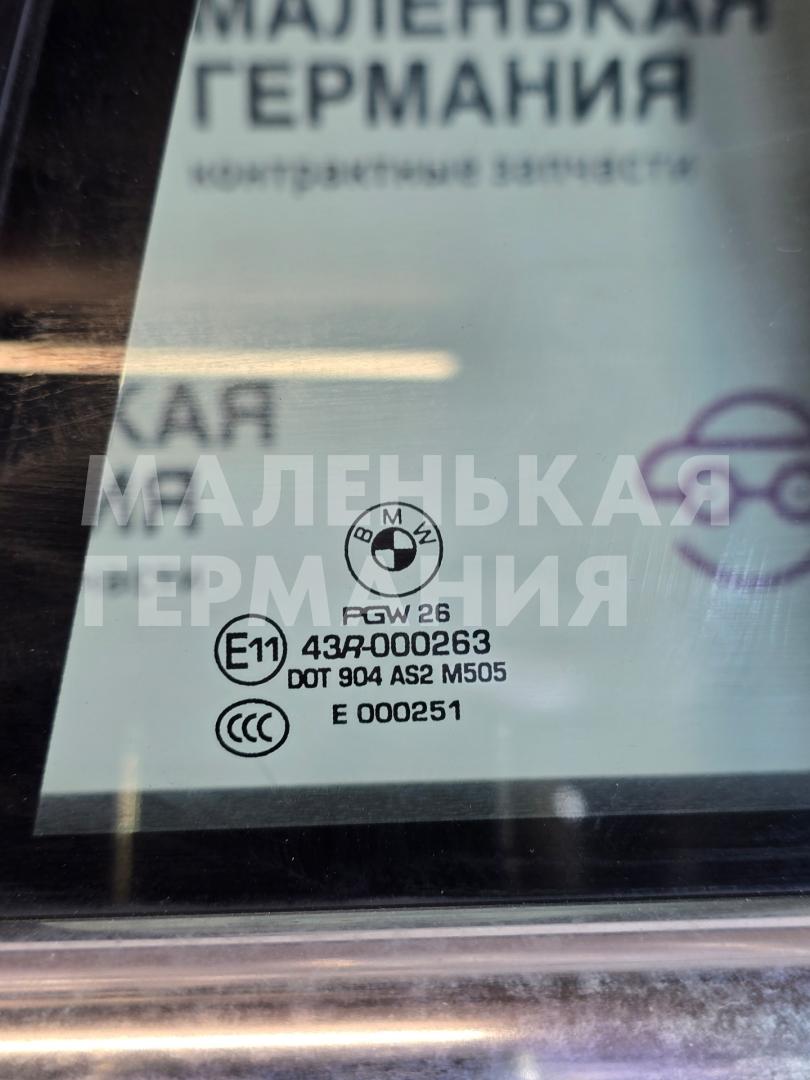 МАЛЕНЬКАЯ
ГЕРМАНИЯ
контрактные запчасти
КАЯ
ИЯ
МАЛЕНЬКАЯ
ГЕРМАНИЯ
BMW
PGW 26
E11 43R-000263
DOT 904 AS2 M505
CCC E 000251